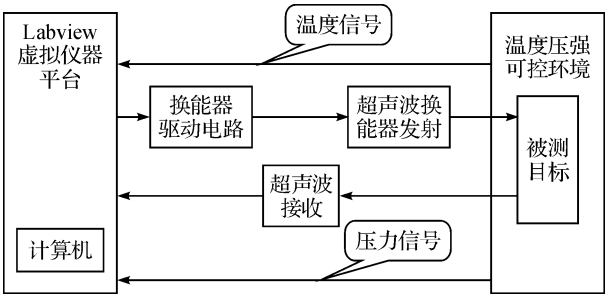 Labview
虚拟仪器
平台
温度信号
温度压强
可控环境
换能器
驱动电路
超声波换
能器发射
被测
目标
超声波
接收
压力信号
计算机